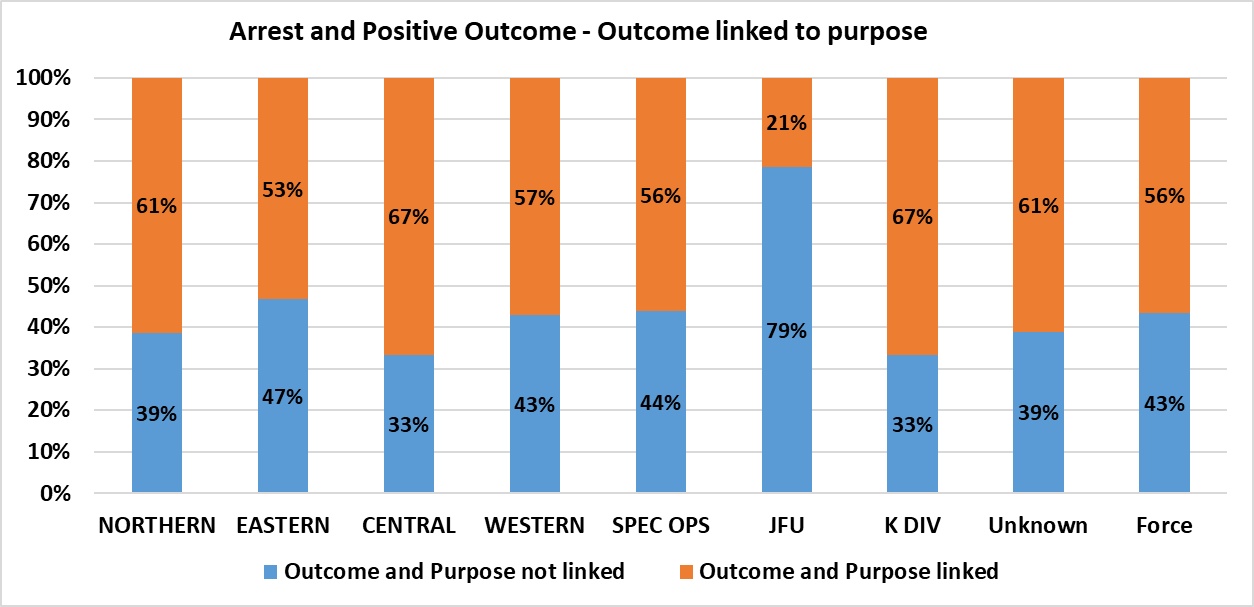 Arrest and Positive Outcome - Outcome linked to purpose
100%
90%
80%
70%
60%
50%
40%
30%
20%
10%
0%
61% 53% 67% 57% 56% 21% 67% 61% 56%
39% 47% 33% 43% 44% 79% 33% 39% 43%
NORTHERN EASTERN CENTRAL WESTERN SPEC OPS JFU K DIV Unknown Force
Outcome and Purpose not linked Outcome and Purpose linked